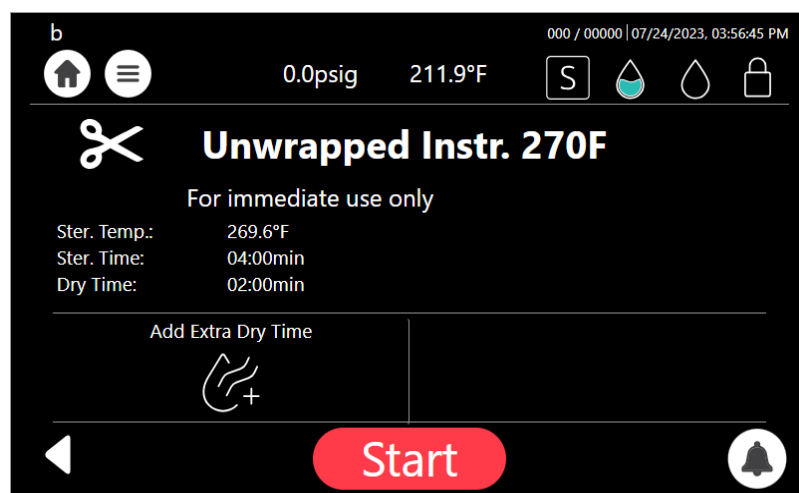 b
000 / 00000 | 07/24/2023, 03:56:45 PM
0.0psig 211.9°F S
Unwrapped Instr. 270F
For immediate use only
Ster. Temp.: 269.6°F
Ster. Time: 04:00min
Dry Time: 02:00min
Add Extra Dry Time
Start